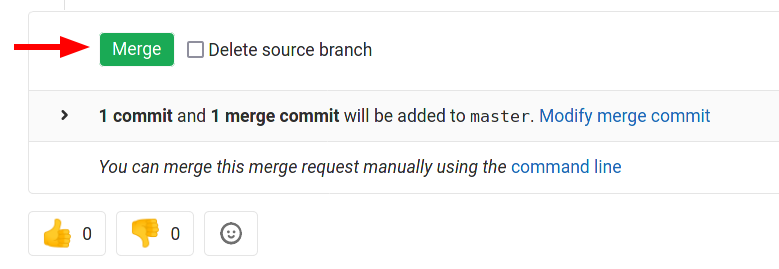 Merge Delete source branch
1 commit and 1 merge commit will be added to master. Modify merge commit
You can merge this merge request manually using the command line
0 0